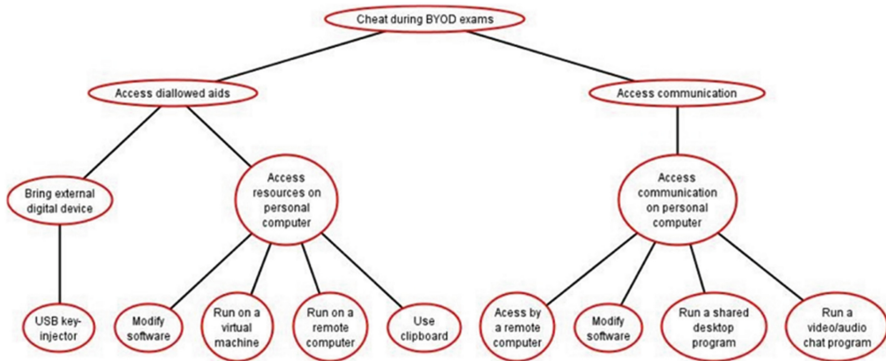 Cheat during BYOD exams
Access diallowed aids
Access communication
Bring external
digital device
Access
resources on
personal
computer
Access
communication
on personal
computer
USB key-
injector
Modify
software
Run on a
virtual
machine
Run on a
remote
computer
Use
clipboard
Acess by
a remote
computer
Modify
software
Run a shared
desktop
program
Run a
video/audio
chat program